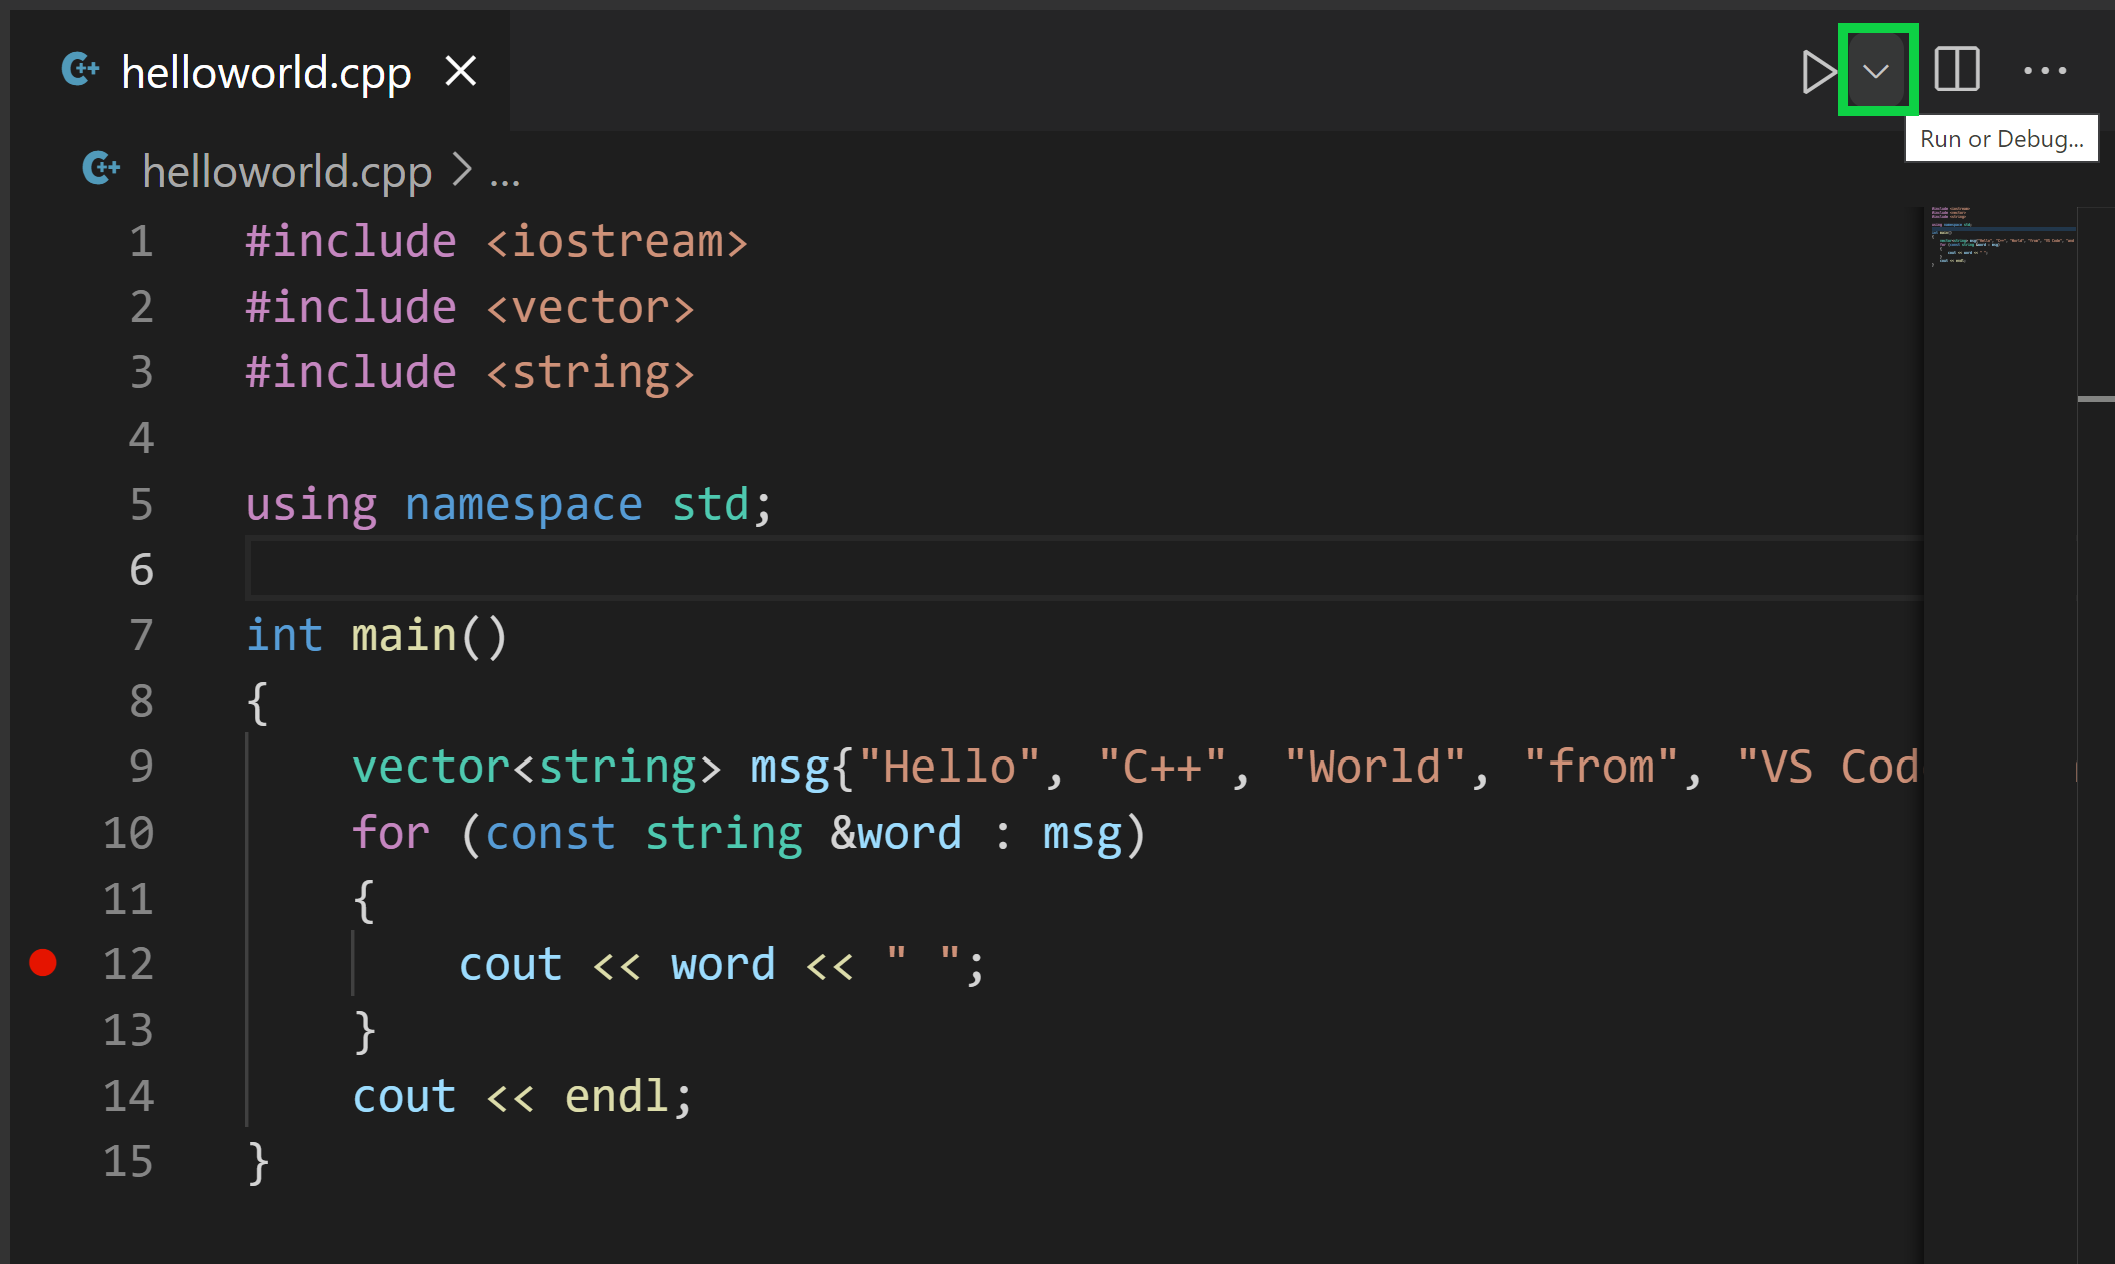 helloworld.cpp
Run or Debug...
helloworld.cpp > ...
1 #include <iostream>
2 #include <vector>
3 #include <string>
4
5 using namespace std;
6
7 int main()
8 {
9 vector<string> msg{"Hello", "C++", "World", "from", "VS Cod
10 for (const string &word : msg)
11 {
12 cout << word << " ";
13 }
14 cout << endl;
15 }